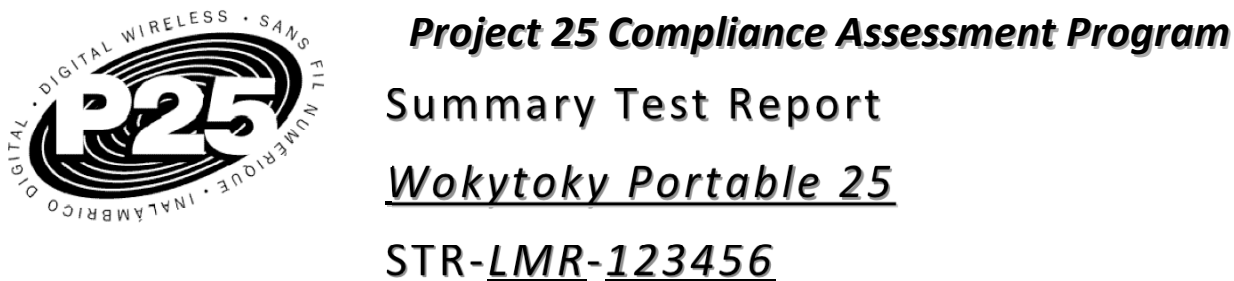 DIGITAL · DIGITAL WIRELESS · SANS FIL NUMÉRIQUE · INALÁMBRICO
P25
Project 25 Compliance Assessment Program
Summary Test Report
Wokytoky Portable 25
STR-LMR-123456